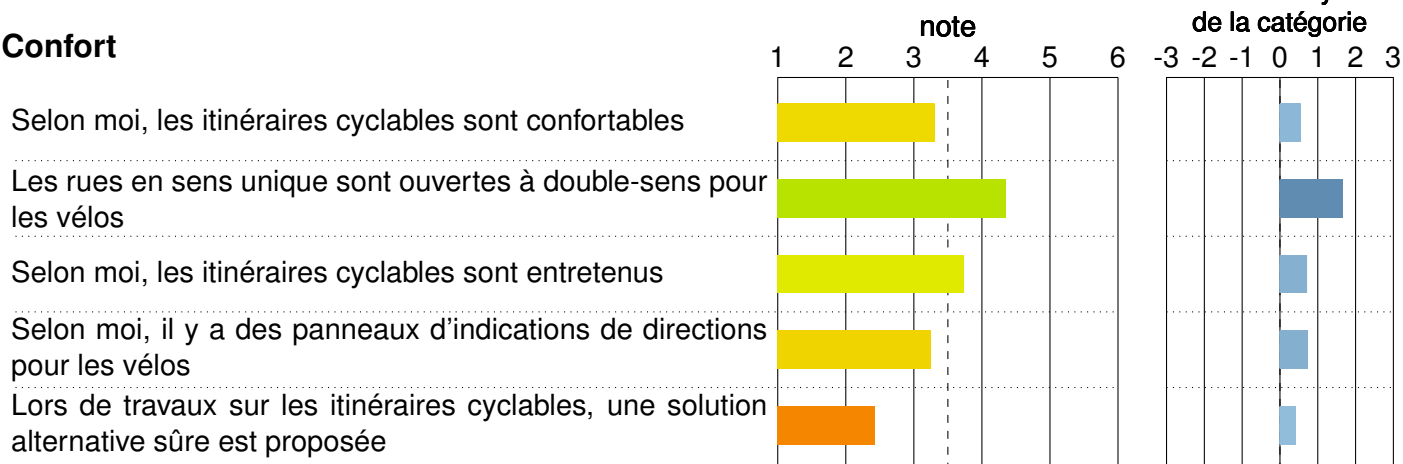 Confort
note
de la catégorie
1 2 3 4 5 6
-3 -2 -1 0 1 2 3
Selon moi, les itinéraires cyclables sont confortables
Les rues en sens unique sont ouvertes à double-sens pour
les vélos
Selon moi, les itinéraires cyclables sont entretenus
Selon moi, il y a des panneaux d'indications de directions
pour les vélos
Lors de travaux sur les itinéraires cyclables, une solution
alternative sûre est proposée